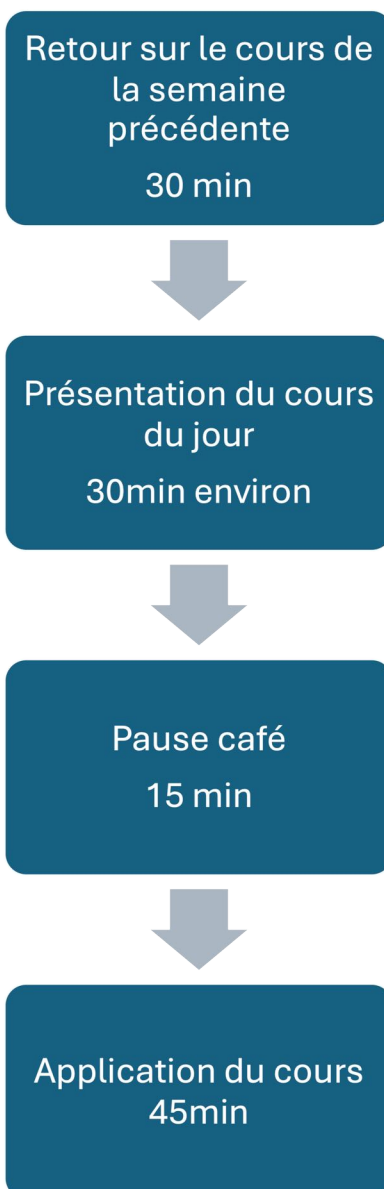 Retour sur le cours de
la semaine
précédente
30 min
Présentation du cours
du jour
30min environ
Pause café
15 min
Application du cours
45min